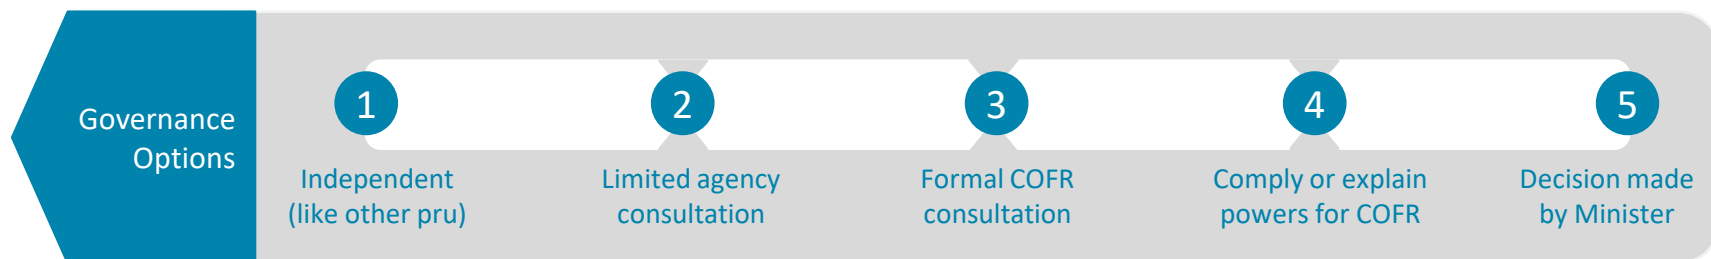 Governance
Options
1
2
3
4
5
Independent
(like other pru)
Limited agency
consultation
Formal COFR
consultation
Comply or explain
powers for COFR
Decision made
by Minister